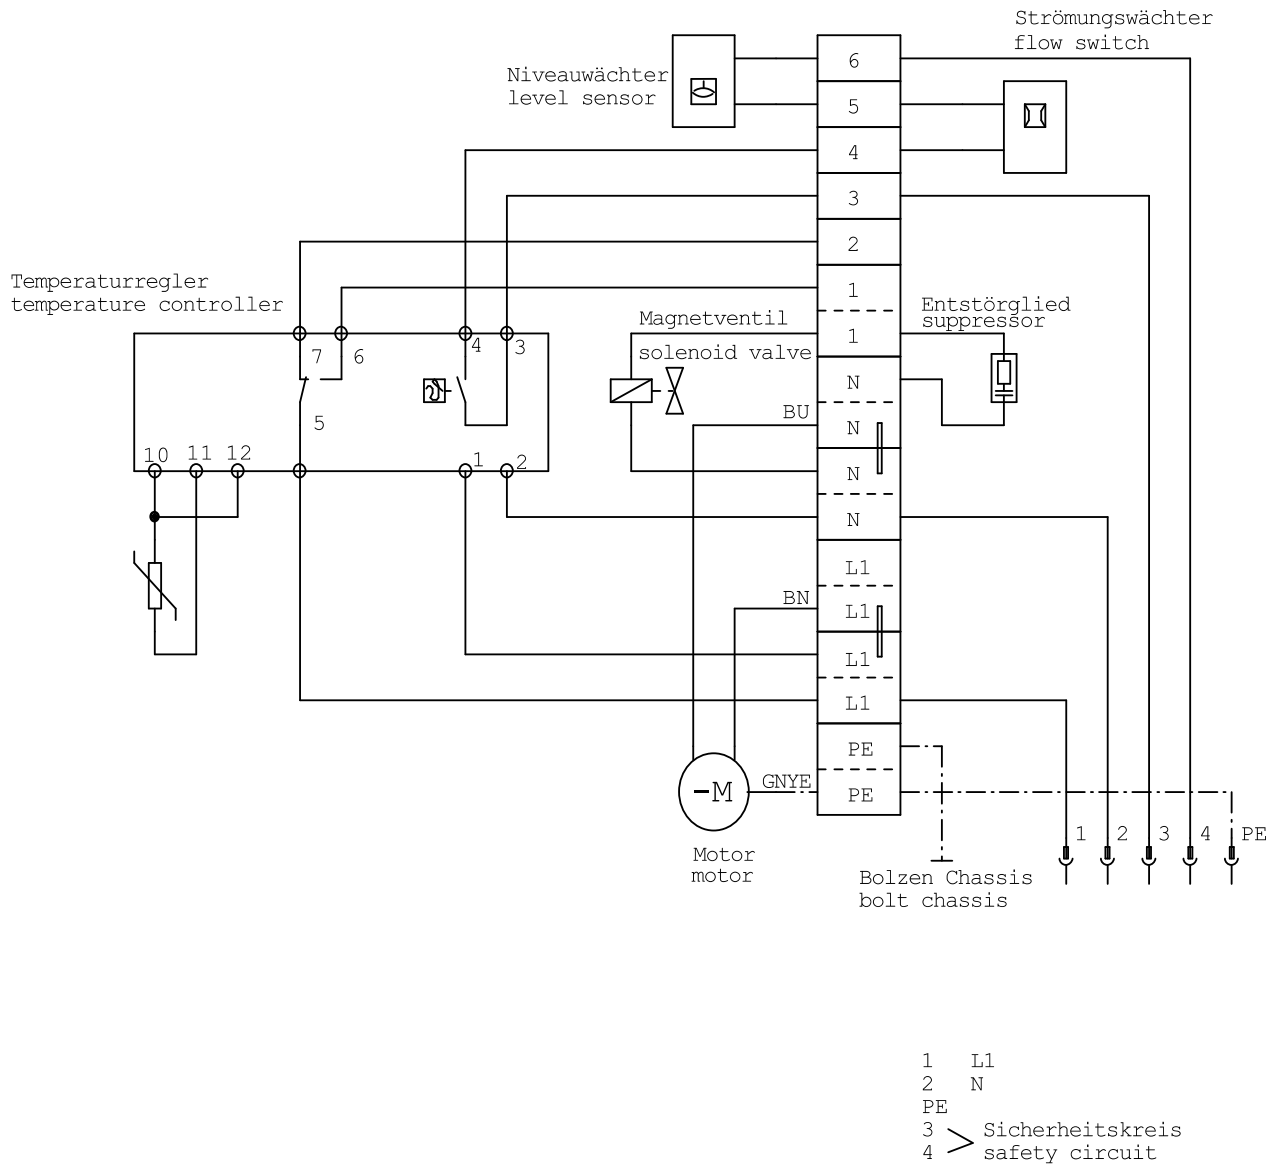 Strömungswächter
flow switch
Niveauwächter
level sensor
6
5
4
3
2
1
1
N
N
N
N
L1
L1
L1
L1
PE
PE
Temperaturregler
temperature controller
7
6
4
3
5
10
11
12
1
2
Magnetventil
solenoid valve
Entstörglied
suppressor
BU
BN
GNYE
-M
Motor
motor
Bolzen Chassis
bolt chassis
1 2 3 4 PE
1 L1
2 N
PE
3 Sicherheitskreis
4 safety circuit